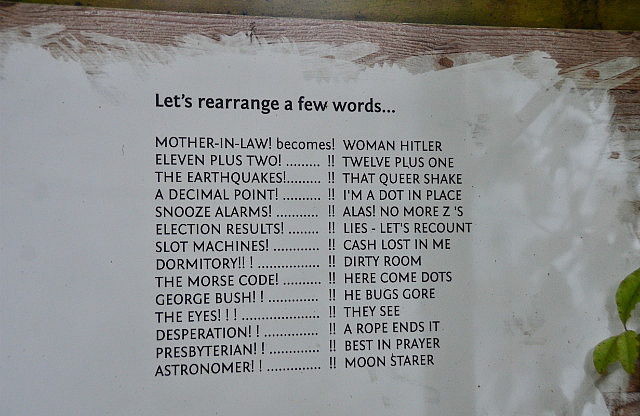 Let's rearrange a few words...
MOTHER-IN-LAW! becomes! WOMAN HITLER
ELEVEN PLUS TWO! ......... !! TWELVE PLUS ONE
THE EARTHQUAKES!......... !! THAT QUEER SHAKE
A DECIMAL POINT! .......... !! I'M A DOT IN PLACE
SNOOZE ALARMS! ........... !! ALAS! NO MORE Z 'S
ELECTION RESULTS! ........ !! LIES - LET'S RECOUNT
SLOT MACHINES! ............ !! CASH LOST IN ME
DORMITORY!! ! ................ !! DIRTY ROOM
THE MORSE CODE! .......... !! HERE COME DOTS
GEORGE BUSH! ! ............. !! HE BUGS GORE
THE EYES! ! ! .................... !! THEY SEE
DESPERATION! ! .............. !! A ROPE ENDS IT
PRESBYTERIAN! ! ............. !! BEST IN PRAYER
ASTRONOMER! ! .............. !! MOON STARER